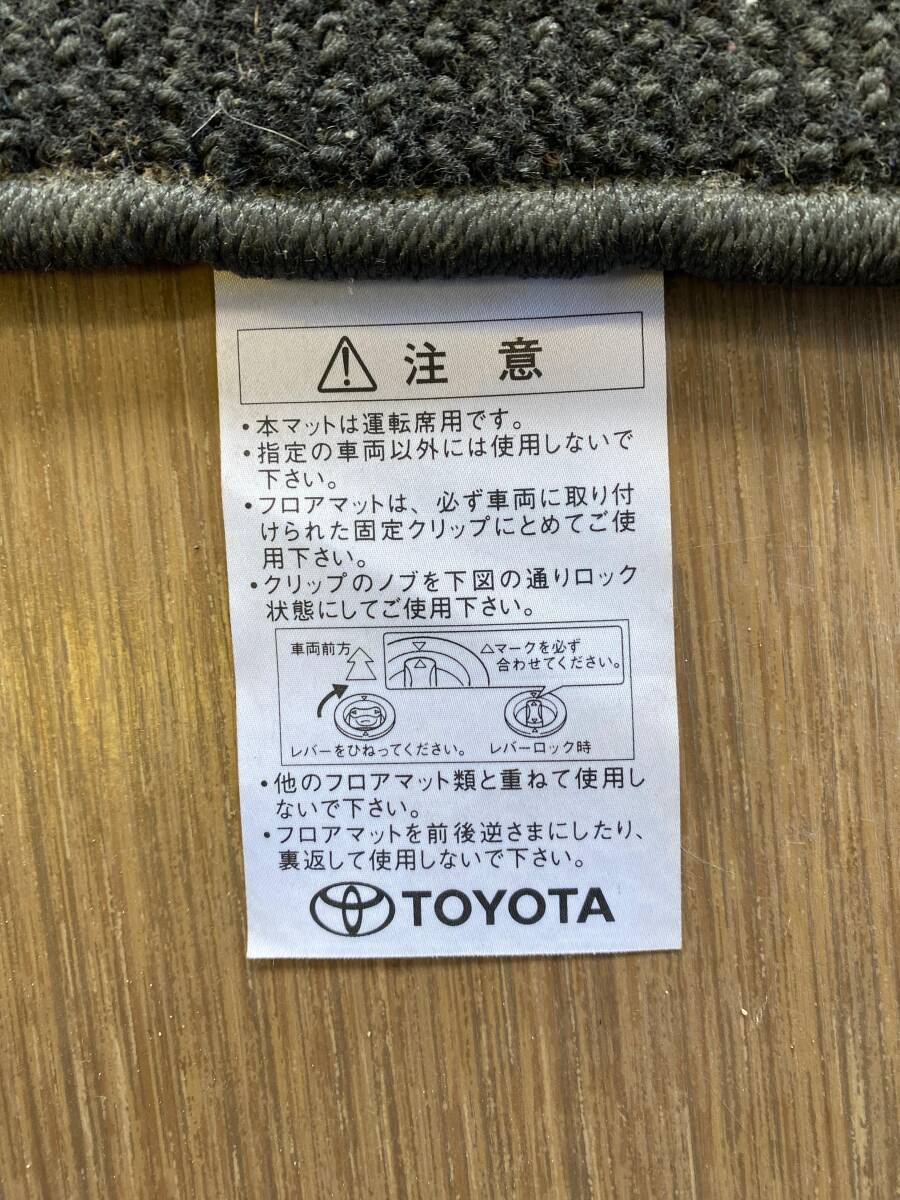 注意
・本マットは運転席用です。
・指定の車両以外には使用しないで
下さい。
・フロアマットは、必ず車両に取り付
けられた固定クリップにとめてご使
用下さい。
・クリップのノブを下図の通りロック
状態にしてご使用下さい。
車両前方
△マークを必ず
合わせてください。
レバーをひねってください。
レバーロック時
・他のフロアマット類と重ねて使用し
ないで下さい。
・フロアマットを前後逆さまにしたり、
裏返して使用しないで下さい。
TOYOTA